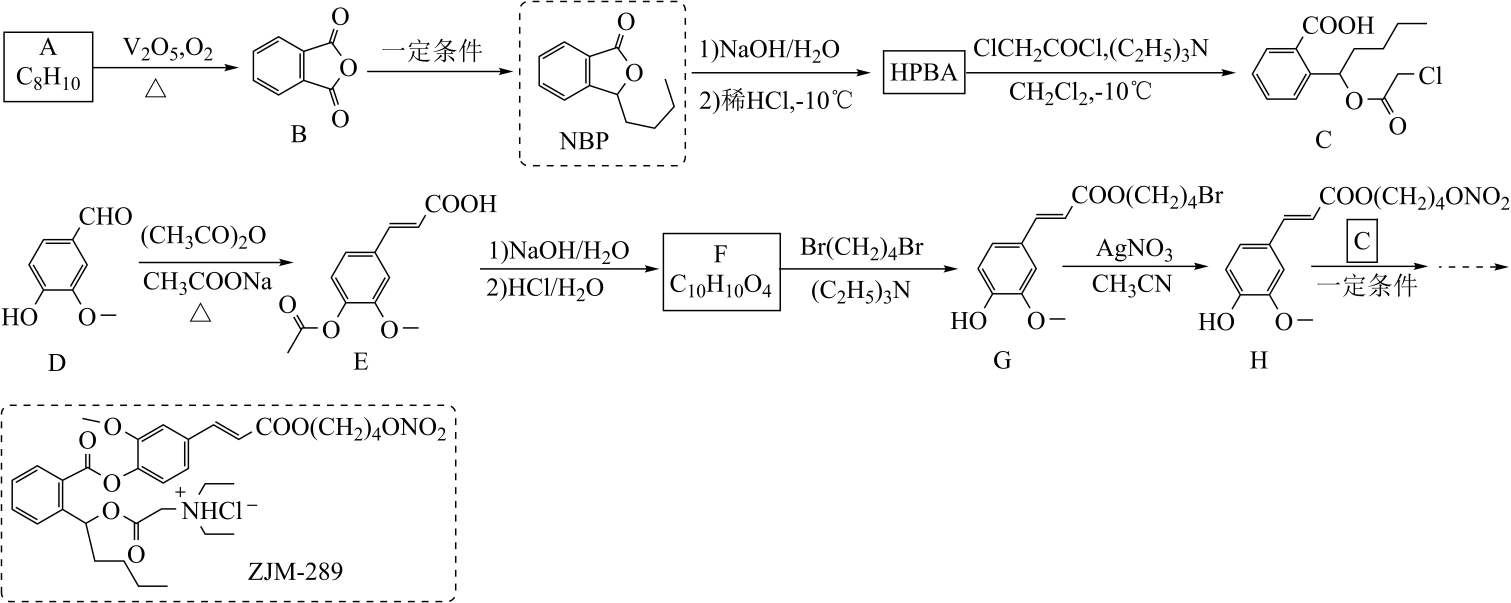 A
C₈H₁₀
V₂O₅,O₂
△
O
O
O
B
一定条件
O
O
NBP
1)NaOH/H₂O
2)稀HCl,-10℃
HPBA
ClCH₂COCl,(C₂H₅)₃N
CH₂Cl₂,-10℃
COOH
Cl
O
O
C
CHO
HO
O
D
(CH₃CO)₂O
CH₃COONa
△
COOH
O
O
O
E
1)NaOH/H₂O
2)HCl/H₂O
F
C₁₀H₁₀O₄
Br(CH₂)₄Br
(C₂H₅)₃N
COO(CH₂)₄Br
HO
O
G
AgNO₃
CH₃CN
COO(CH₂)₄ONO₂
HO
O
H
C
一定条件
O
COO(CH₂)₄ONO₂
O
O
O
+
NHCl⁻
O
ZJM-289